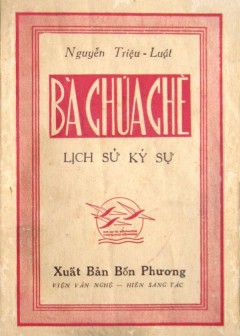 Nguyễn Triệu - Luật
BÀ CHÚA CHÈ
LỊCH SỬ KÝ SỰ
Xuất Bản Bốn Phương
VIỆN VĂN NGHỆ — HIÊN SÁNG TÁC